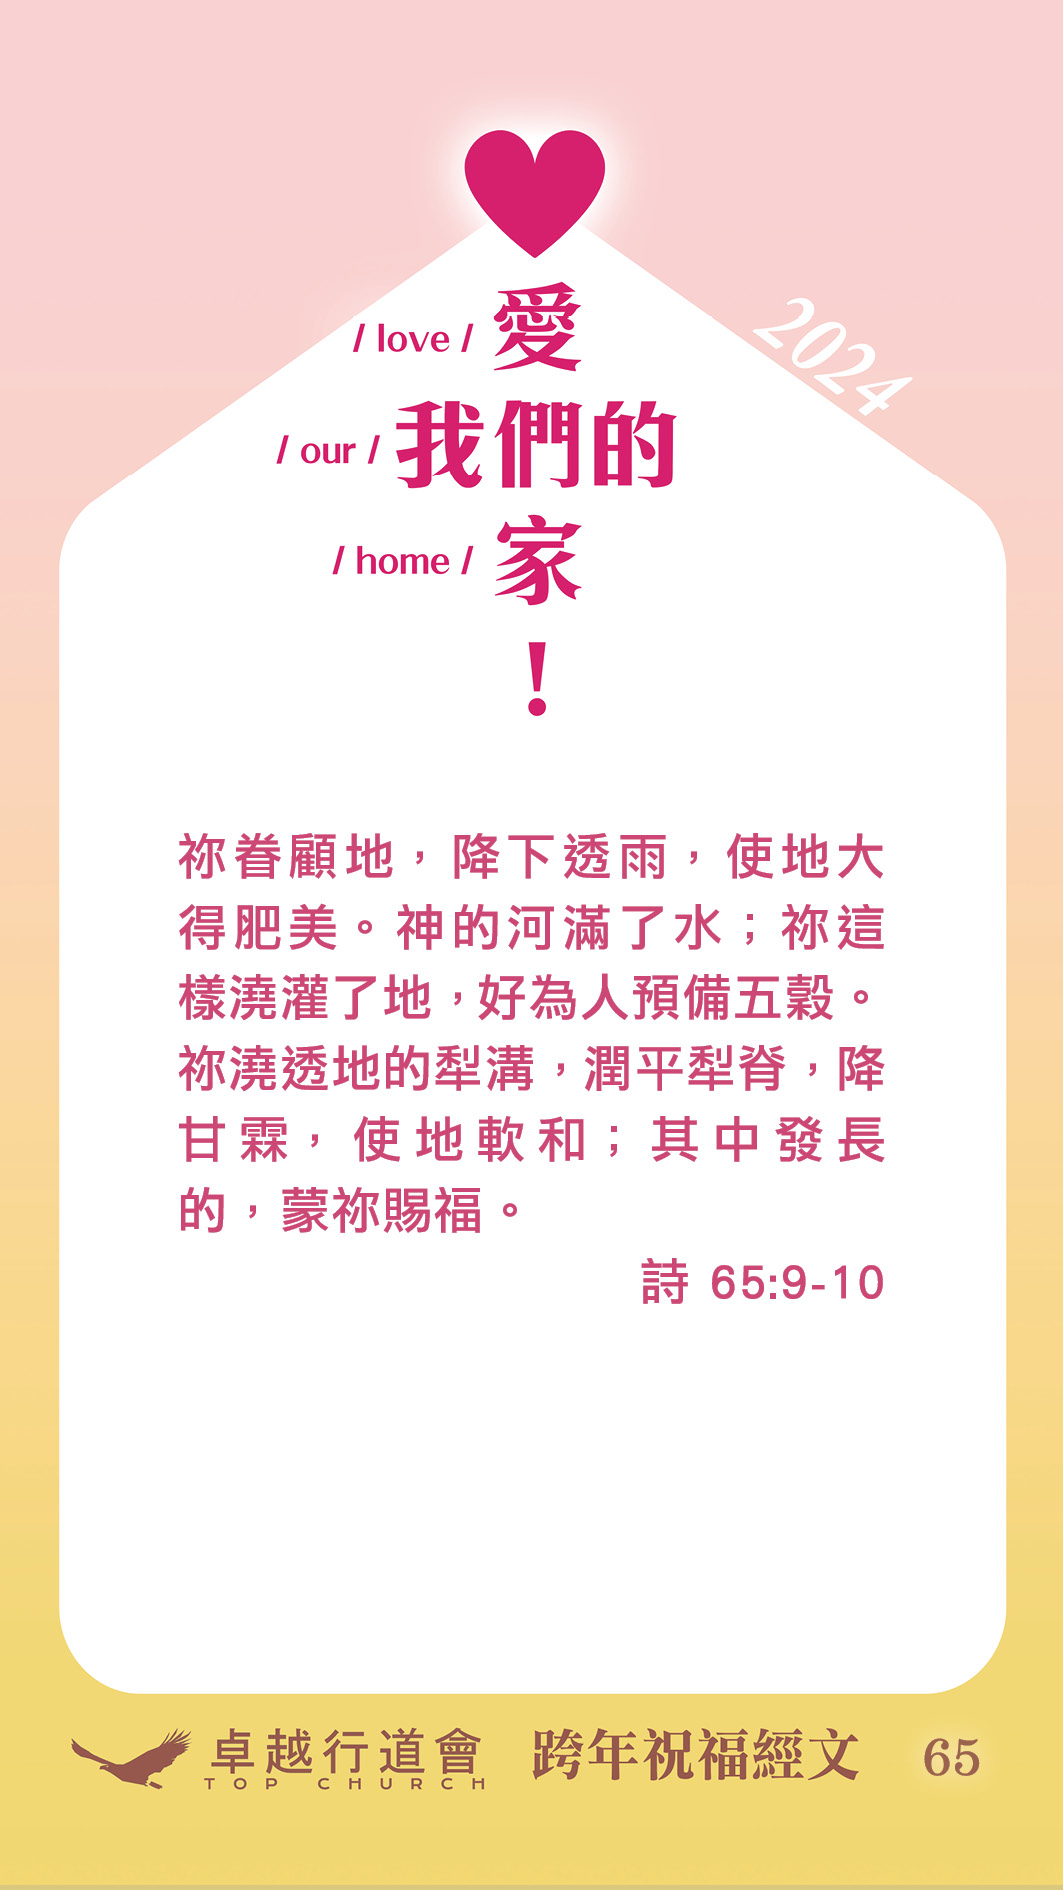 / love / 愛
2024
/ our / 我們的
/ home / 家
！
祢眷顧地，降下透雨，使地大
得肥美。神的河滿了水；祢這
樣澆灌了地，好為人預備五穀。
祢澆透地的犁溝，潤平犁脊，降
甘霖，使地軟和；其中發長
的，蒙祢賜福。
詩 65:9-10
卓越行道會 跨年祝福經文 65
TOP CHURCH